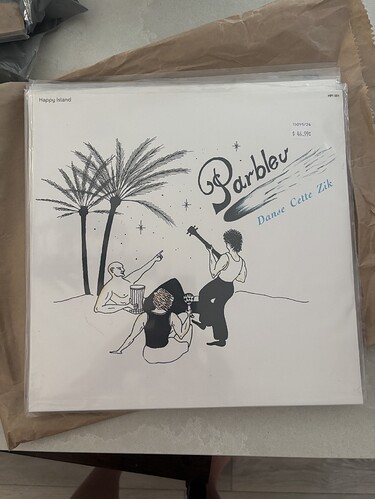 Happy Island
Parbleu
Danse Cette Zik